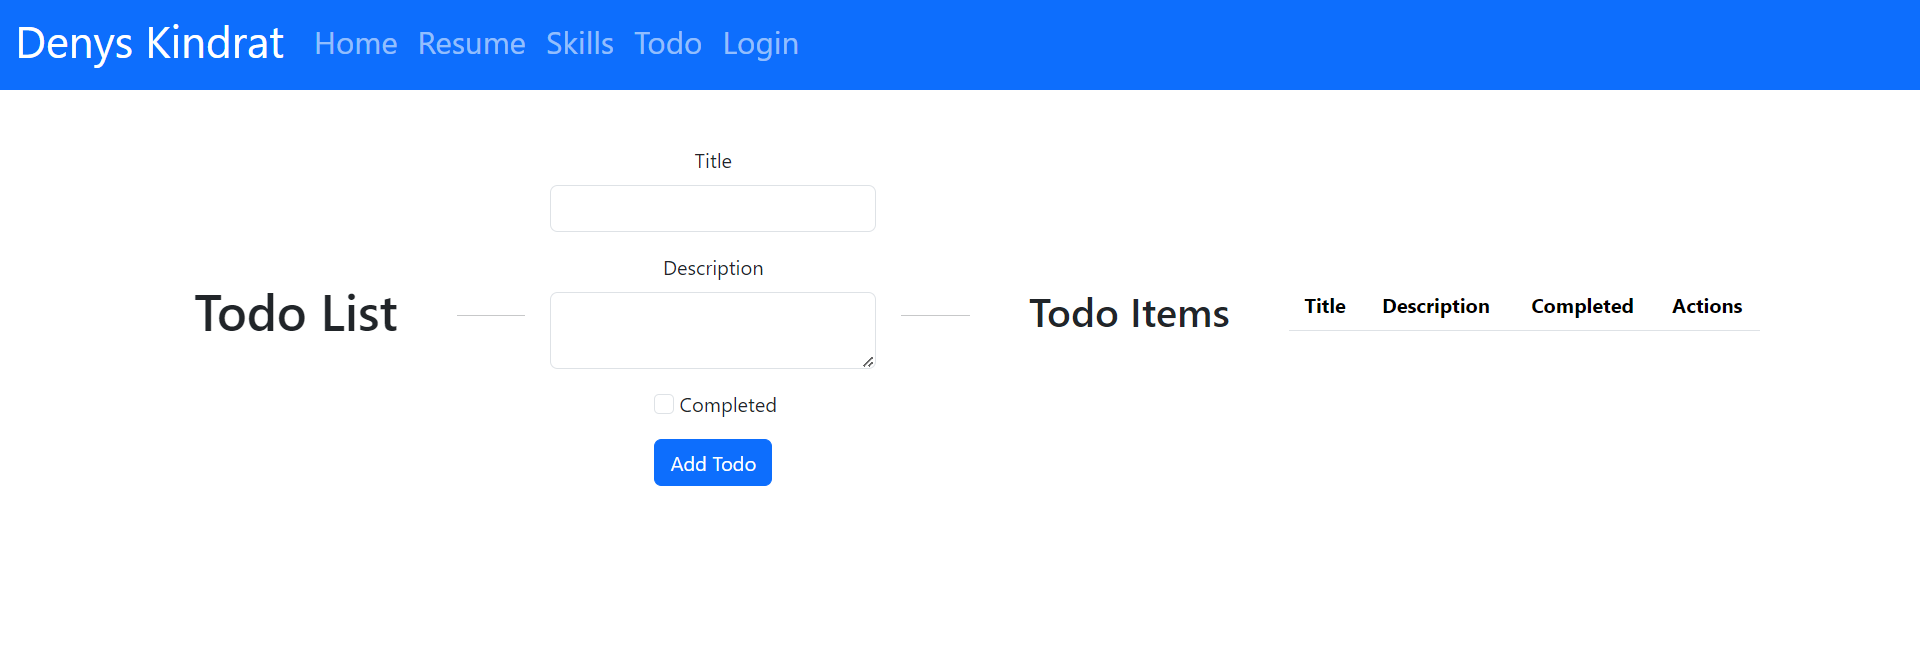 Denys Kindrat Home Resume Skills Todo Login
Todo List
Title
Description
Completed
Add Todo
Todo Items
Title Description Completed Actions